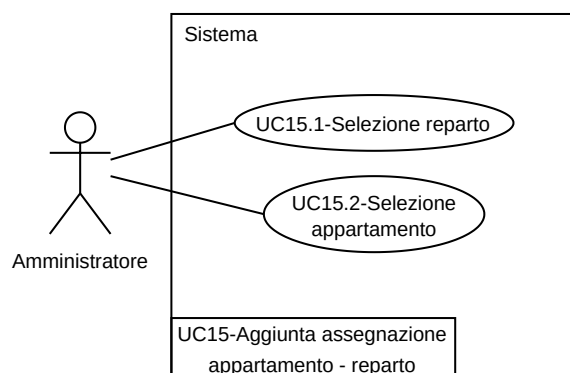 Sistema
UC15.1-Selezione reparto
UC15.2-Selezione
appartamento
Amministratore
UC15-Aggiunta assegnazione
appartamento - reparto